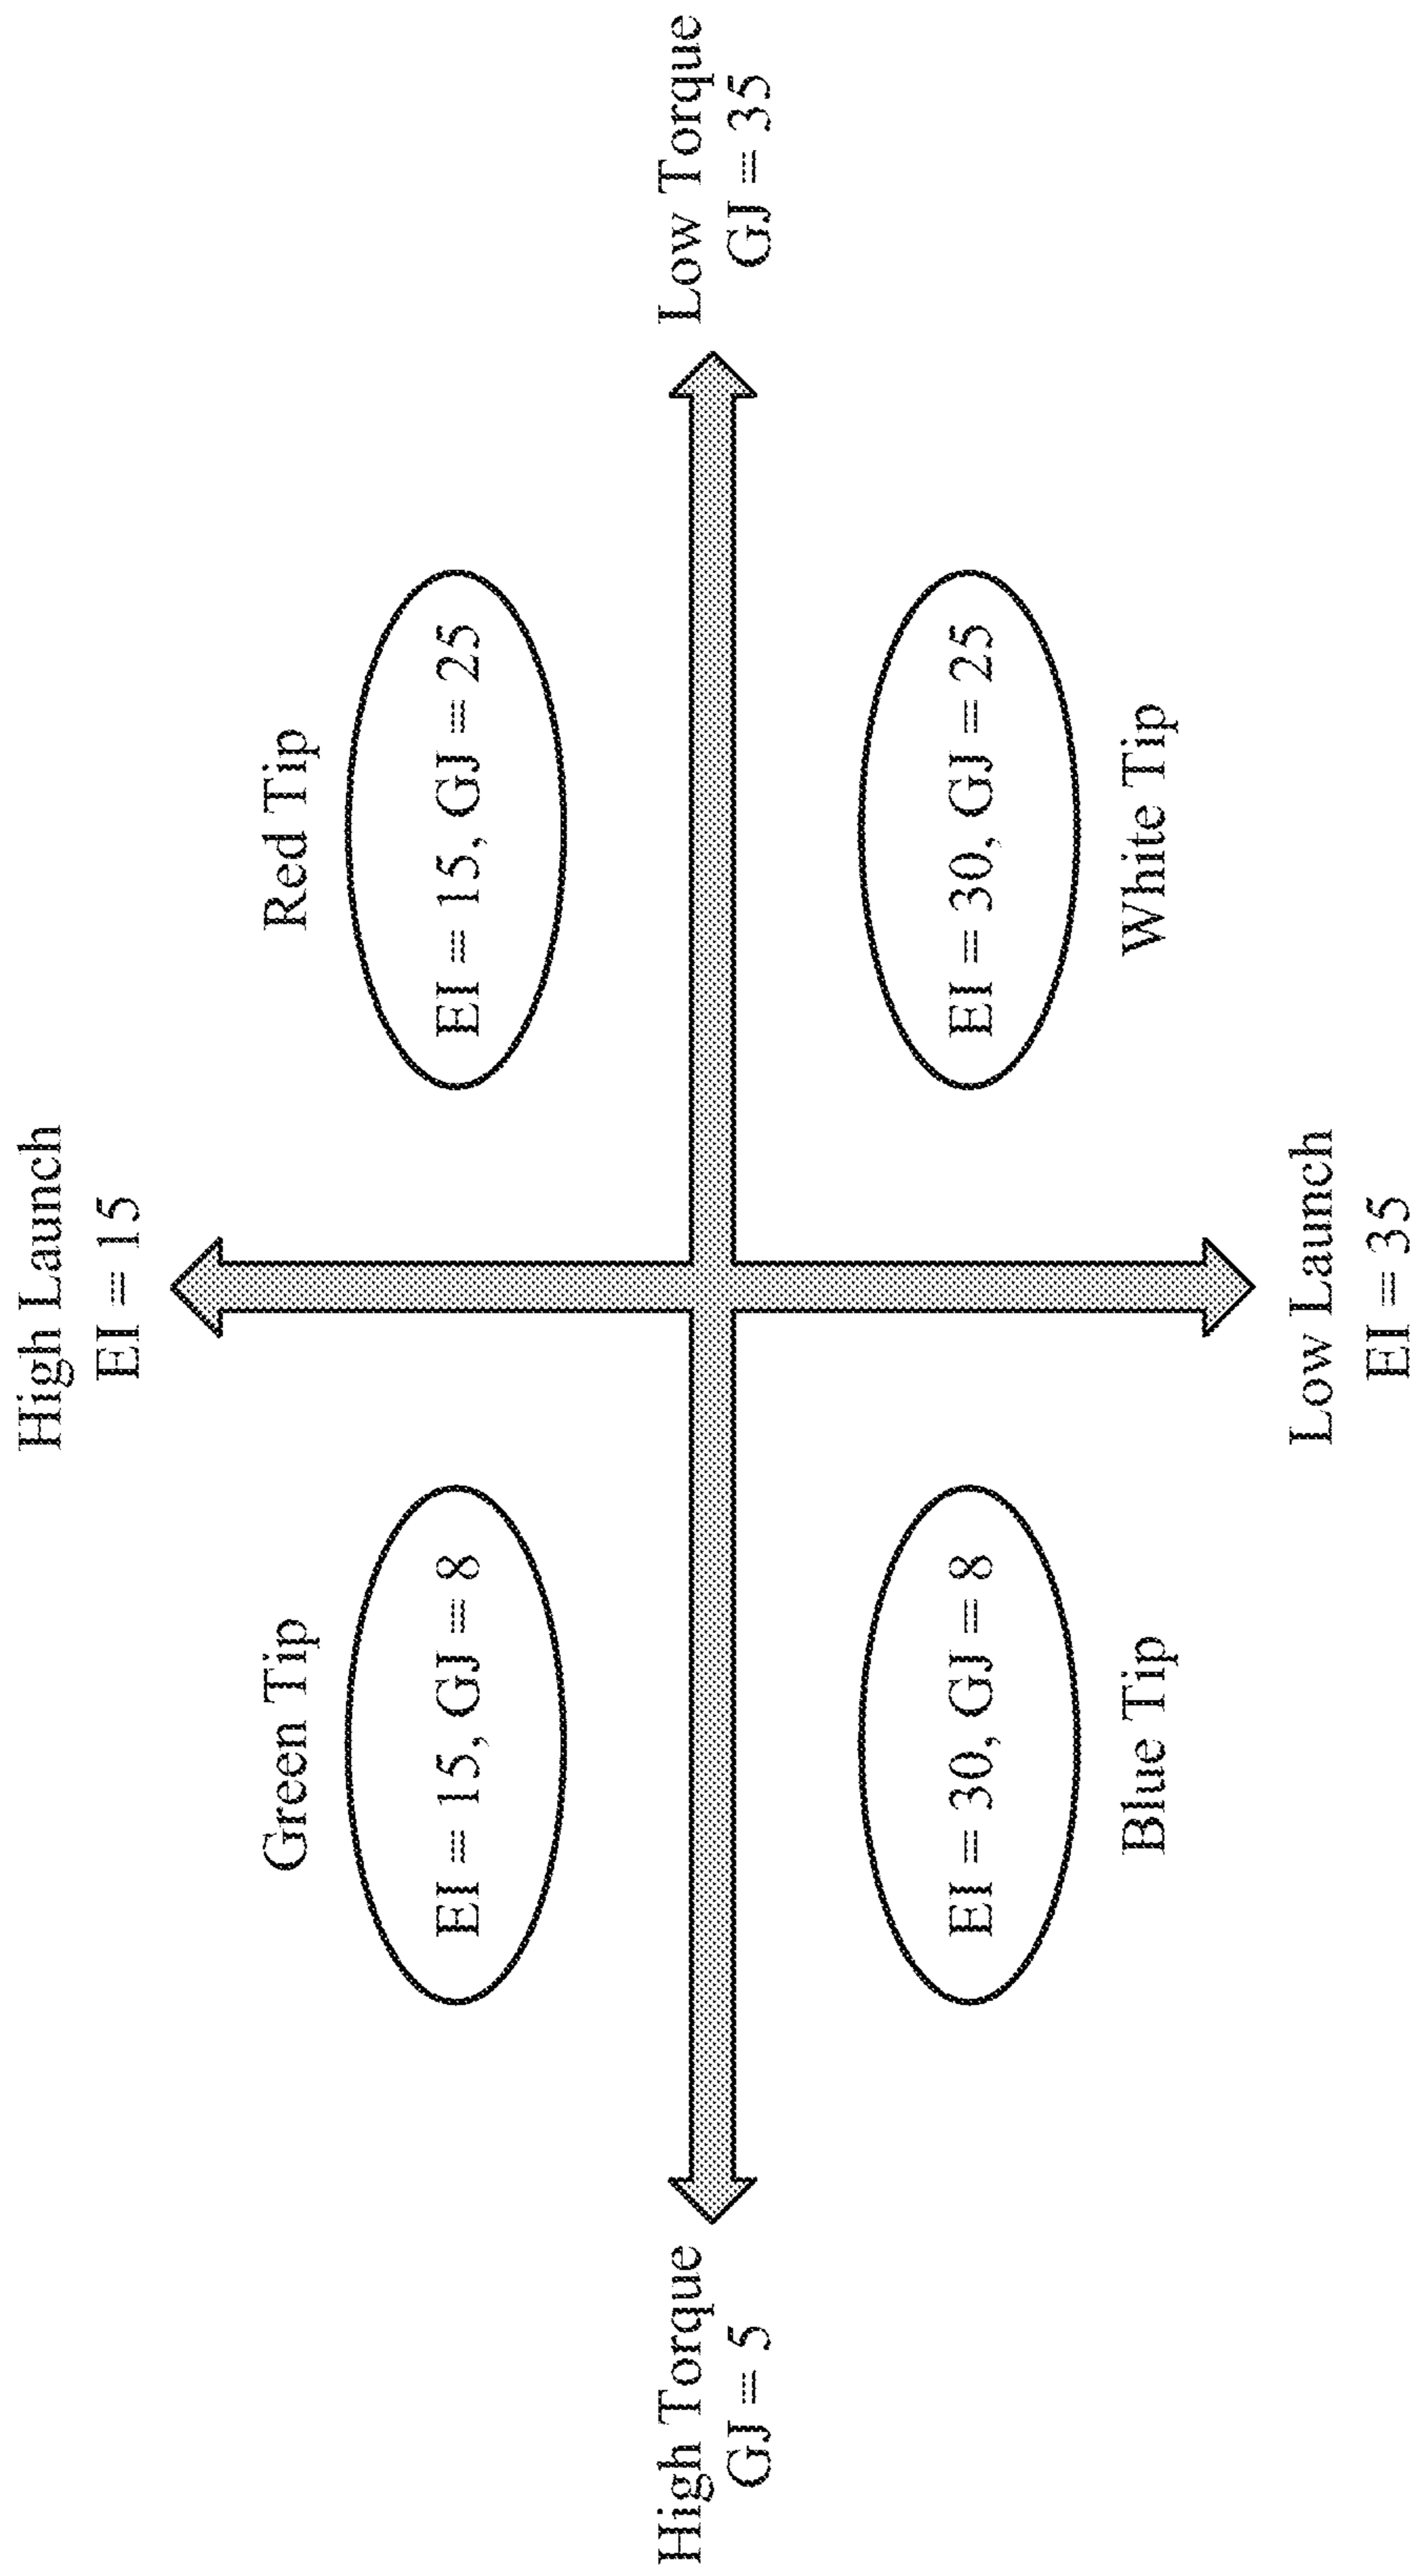 High Launch
EI = 15
Green Tip
Red Tip
EI = 15, GJ = 8
EI = 15, GJ = 25
High Torque
GJ = 5
Low Torque
GJ = 35
EI = 30, GJ = 8
EI = 30, GJ = 25
Blue Tip
White Tip
Low Launch
EI = 35